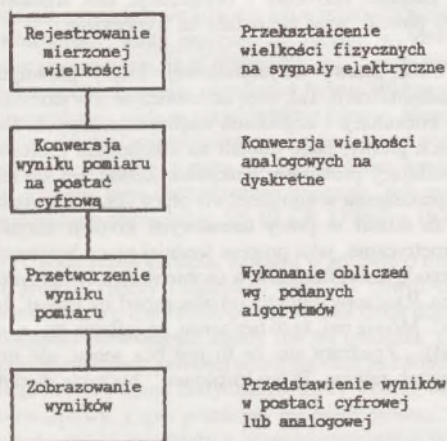 Rejestrowanie
mierzonej
wielkości
Przekształcenie
wielkości fizycznych
na sygnały elektryczne
Konwersja
wyniku pomiaru
na postać
cyfrową
Konwersja wielkości
analogowych na
dyskretne
Przetworzenie
wyniku
pomiaru
Wykonanie obliczeń
wg podanych
algorytmów
Zobrazowanie
wyników
Przedstawienie wyników
w postaci cyfrowej
lub analogowej